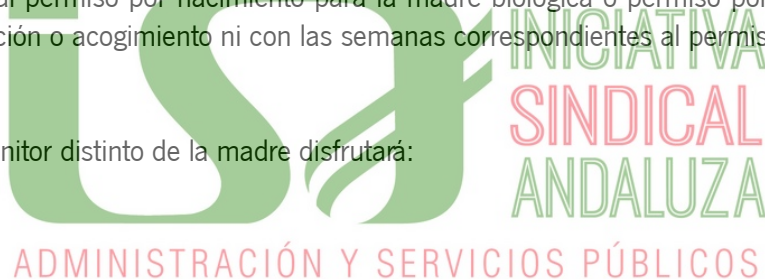 al permiso por nacimiento para la madre biológica o permiso por
ción o acogimiento ni con las semanas correspondientes al permis
nitor distinto de la madre disfrutará:
isa
INICIATIVA
SINDICAL
ANDALUZA
ADMINISTRACIÓN Y SERVICIOS PÚBLICOS